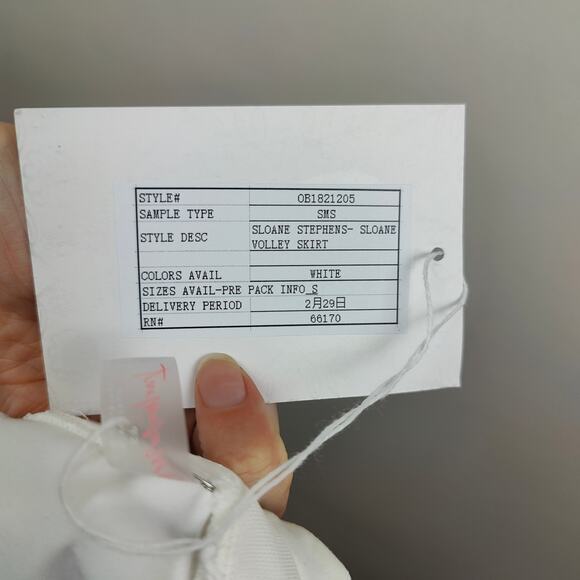 STYLE# OB1821205
SAMPLE TYPE SMS
STYLE DESC SLOANE STEPHENS- SLOANE
VOLLEY SKIRT
COLORS AVAIL WHITE
SIZES AVAIL-PRE PACK INFO S
DELIVERY PERIOD 2月29日
RN# 66170